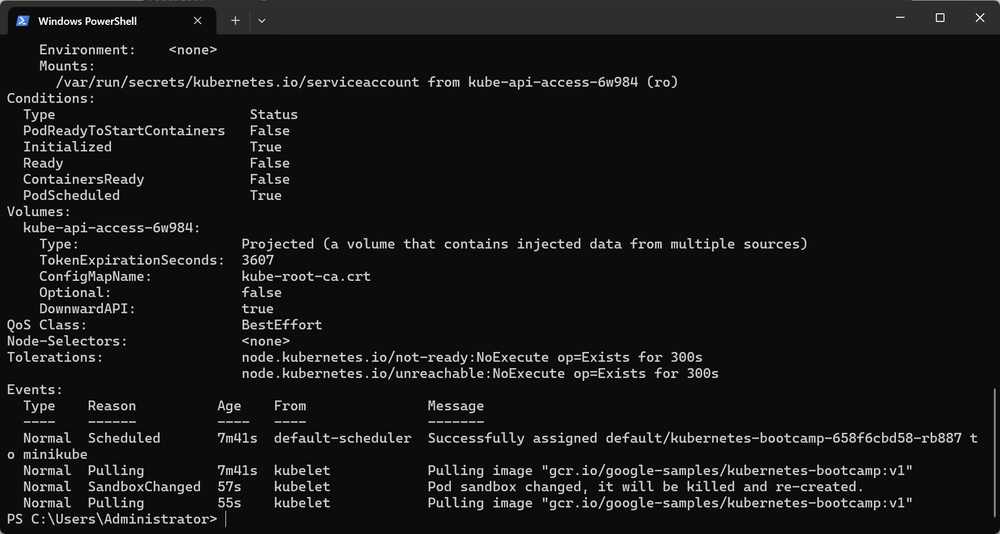 Windows PowerShell
    Environment:    <none>
    Mounts:
      /var/run/secrets/kubernetes.io/serviceaccount from kube-api-access-6w984 (ro)
Conditions:
  Type                        Status
  PodReadyToStartContainers   False
  Initialized                 True
  Ready                       False
  ContainersReady             False
  PodScheduled                True
Volumes:
  kube-api-access-6w984:
    Type:                    Projected (a volume that contains injected data from multiple sources)
    TokenExpirationSeconds:  3607
    ConfigMapName:           kube-root-ca.crt
    Optional:                false
    DownwardAPI:             true
QoS Class:                   BestEffort
Node-Selectors:              <none>
Tolerations:                 node.kubernetes.io/not-ready:NoExecute op=Exists for 300s
                             node.kubernetes.io/unreachable:NoExecute op=Exists for 300s
Events:
  Type    Reason          Age    From               Message
  ----    ------          ----   ----               -------
  Normal  Scheduled       7m41s  default-scheduler  Successfully assigned default/kubernetes-bootcamp-658f6cbd58-rb887 t
o minikube
  Normal  Pulling         7m41s  kubelet            Pulling image "gcr.io/google-samples/kubernetes-bootcamp:v1"
  Normal  SandboxChanged  57s    kubelet            Pod sandbox changed, it will be killed and re-created.
  Normal  Pulling         55s    kubelet            Pulling image "gcr.io/google-samples/kubernetes-bootcamp:v1"
PS C:\Users\Administrator>